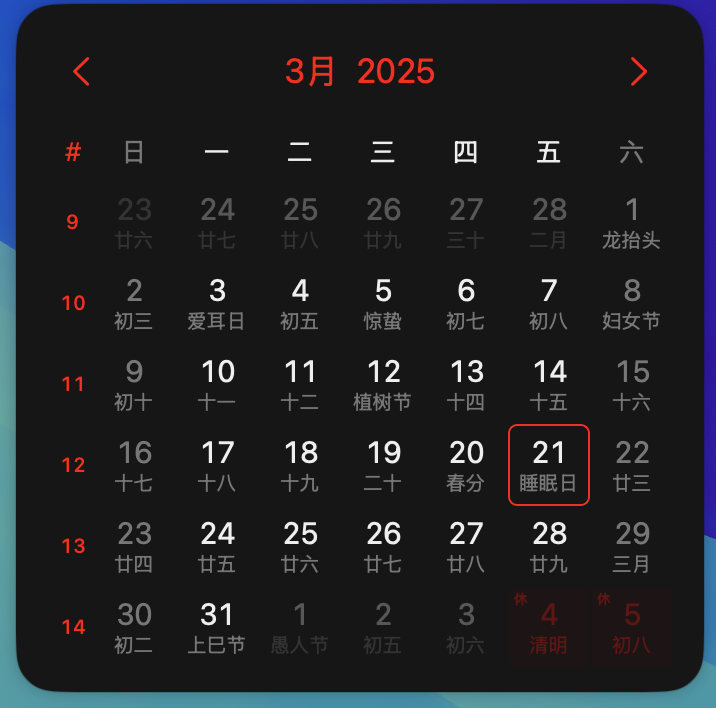 3月 2025
# 日 一 二 三 四 五 六
9 23 24 25 26 27 28 1
廿六 廿七 廿八 廿九 三十 二月 龙抬头
10 2 3 4 5 6 7 8
初三 爱耳日 初五 惊蛰 初七 初八 妇女节
11 9 10 11 12 13 14 15
初十 十一 十二 植树节 十四 十五 十六
12 16 17 18 19 20 21 22
十七 十八 十九 二十 春分 睡眠日 廿三
13 23 24 25 26 27 28 29
廿四 廿五 廿六 廿七 廿八 廿九 三月
14 30 31 1 2 3 休 4 休 5
初二 上巳节 愚人节 初五 初六 清明 初八